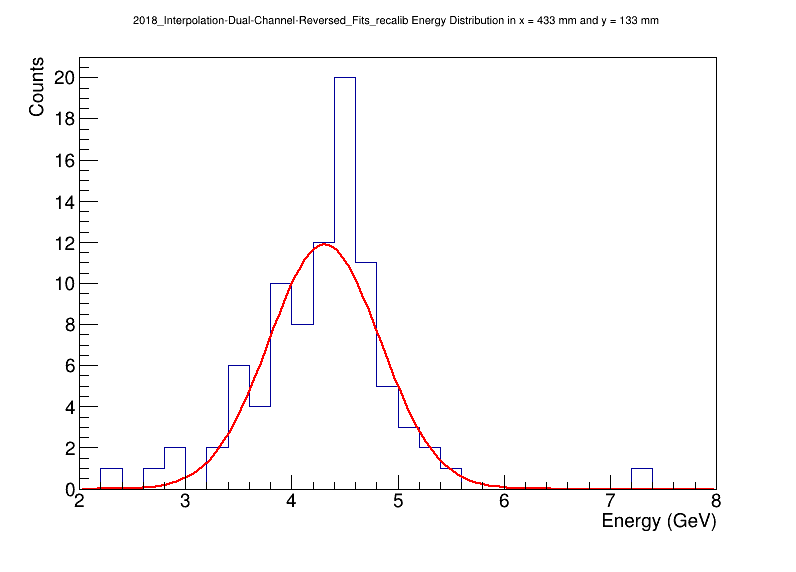 2018_Interpolation-Dual-Channel-Reversed_Fits_recalib Energy Distribution in x = 433 mm and y = 133 mm
Counts
20
18
16
14
12
10
8
6
4
2
0
2 3 4 5 6 7 8
Energy (GeV)